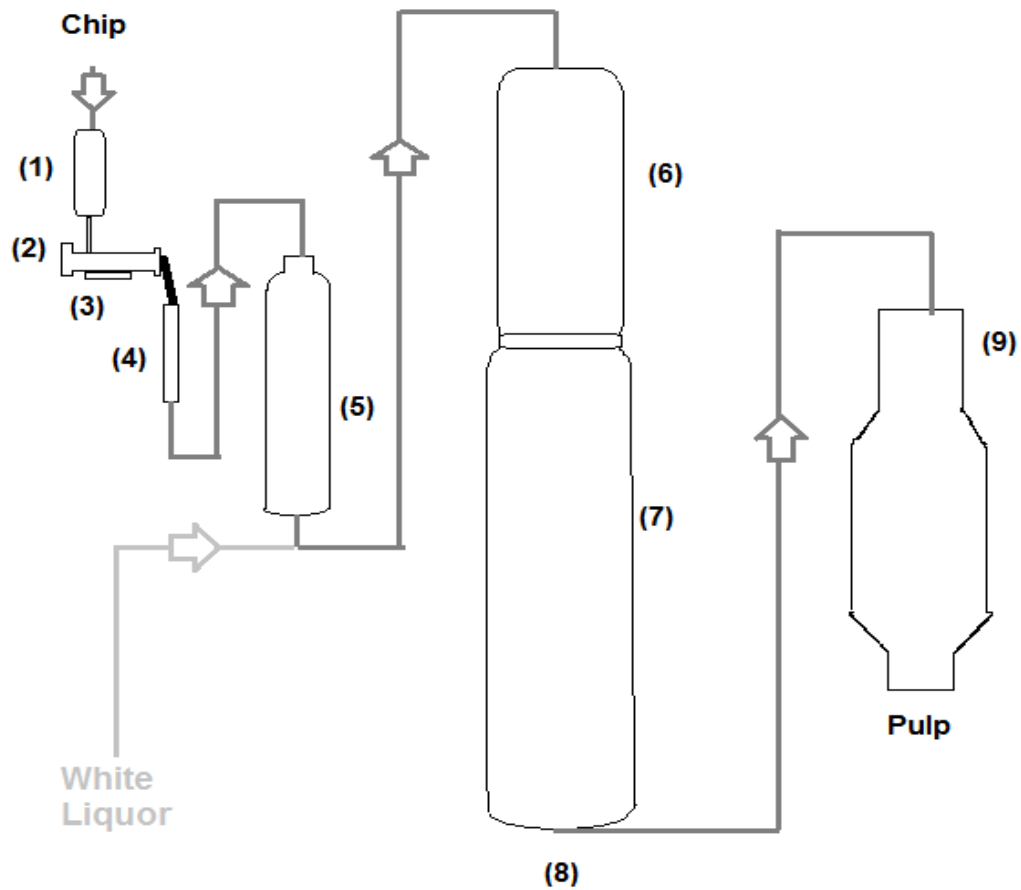 Chip
(1)
(2)
(3)
(4)
(5)
(6)
(7)
(8)
(9)
Pulp
White
Liquor